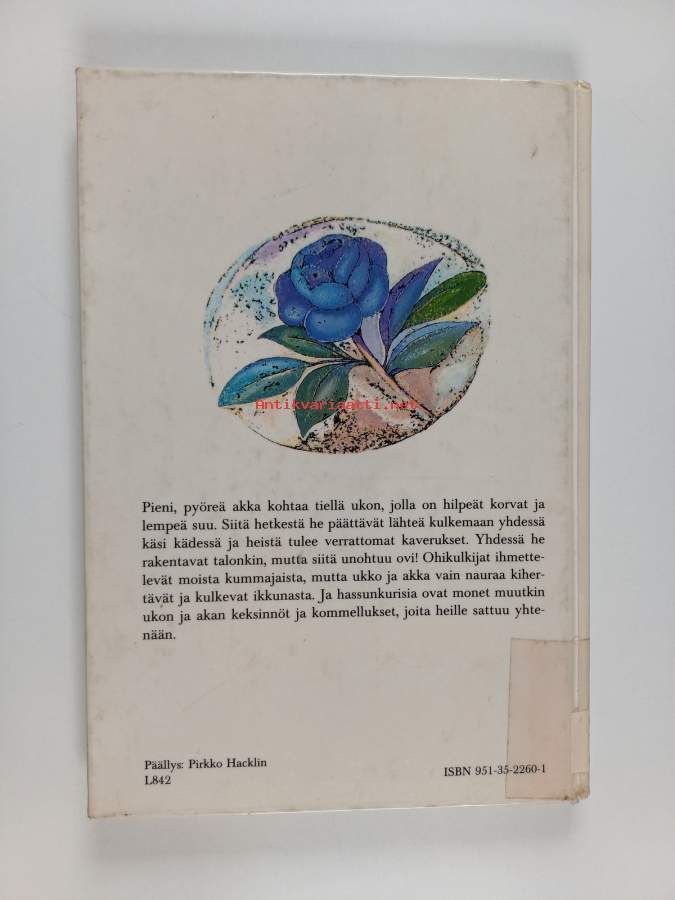 Antikvariaatti.net
Pieni, pyöreä akka kohtaa tiellä ukon, jolla on hilpeät korvat ja
lempeä suu. Siitä hetkestä he päättävät lähteä kulkemaan yhdessä
käsi kädessä ja heistä tulee verrattomat kaverukset. Yhdessä he
rakentavat talonkin, mutta siitä unohtuu ovi! Ohikulkijat ihmette-
levät moista kummajaista, mutta ukko ja akka vain nauraa kiher-
tävät ja kulkevat ikkunasta. Ja hassunkurisia ovat monet muutkin
ukon ja akan keksinnöt ja kommellukset, joita heille sattuu yhte-
nään.
Päällys: Pirkko Hacklin
L842
ISBN 951-35-2260-1